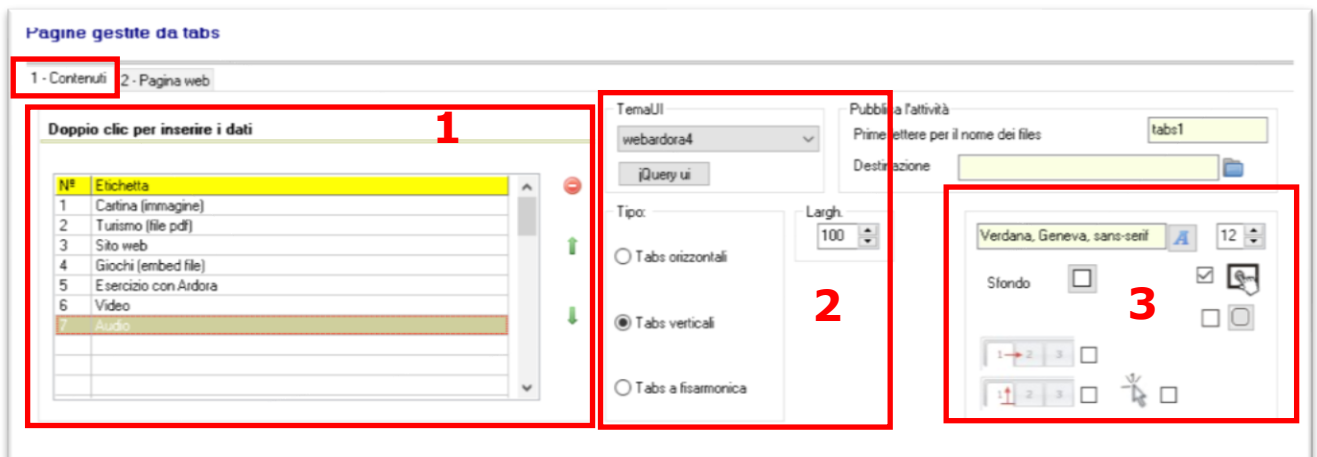 Pagine gestite da tabs
1 - Contenuti 2 - Pagina web
Doppio clic per inserire i dati
1
Nº Etichetta
1 Cartina (immagine)
2 Turismo (file pdf)
3 Sito web
4 Giochi (embed file)
5 Esercizio con Ardora
6 Video
7 Audio
TemaUI
webardora4
jQuery ui
Tipo:
Tabs orizzontali
Tabs verticali
Tabs a fisarmonica
Largh.
100
2
Pubblica l'attività
Prime lettere per il nome dei files tabs1
Destinazione
Verdana, Geneva, sans-serif A 12
Sfondo
3
1 2 3
1 2 3